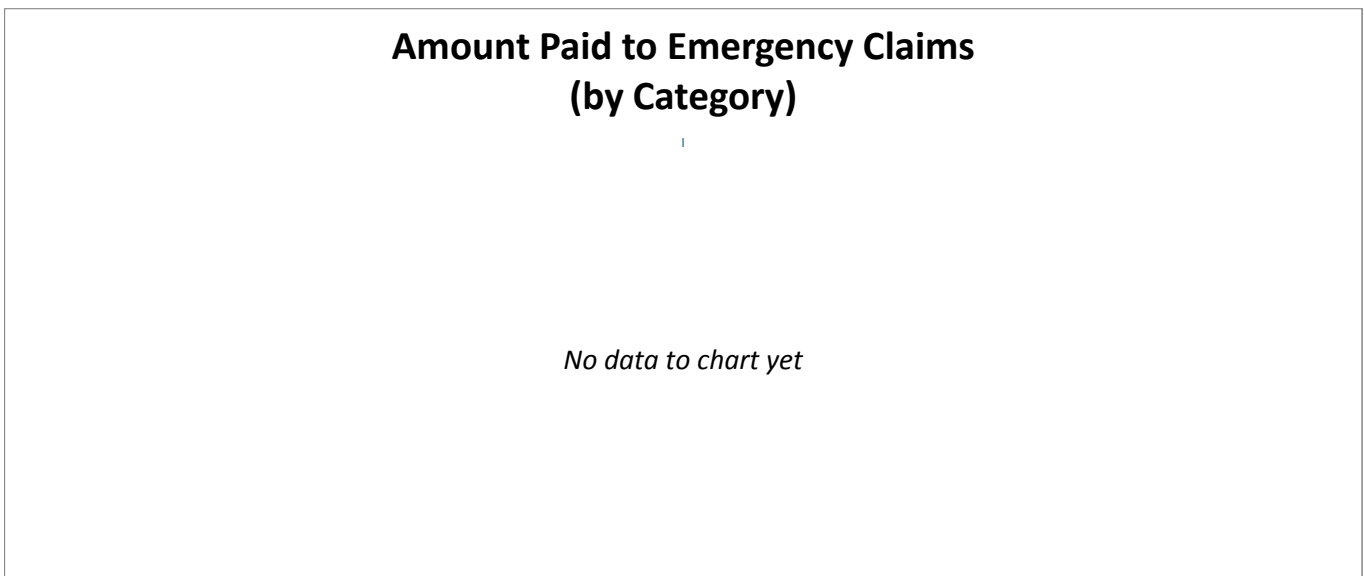 Amount Paid to Emergency Claims
(by Category)
No data to chart yet